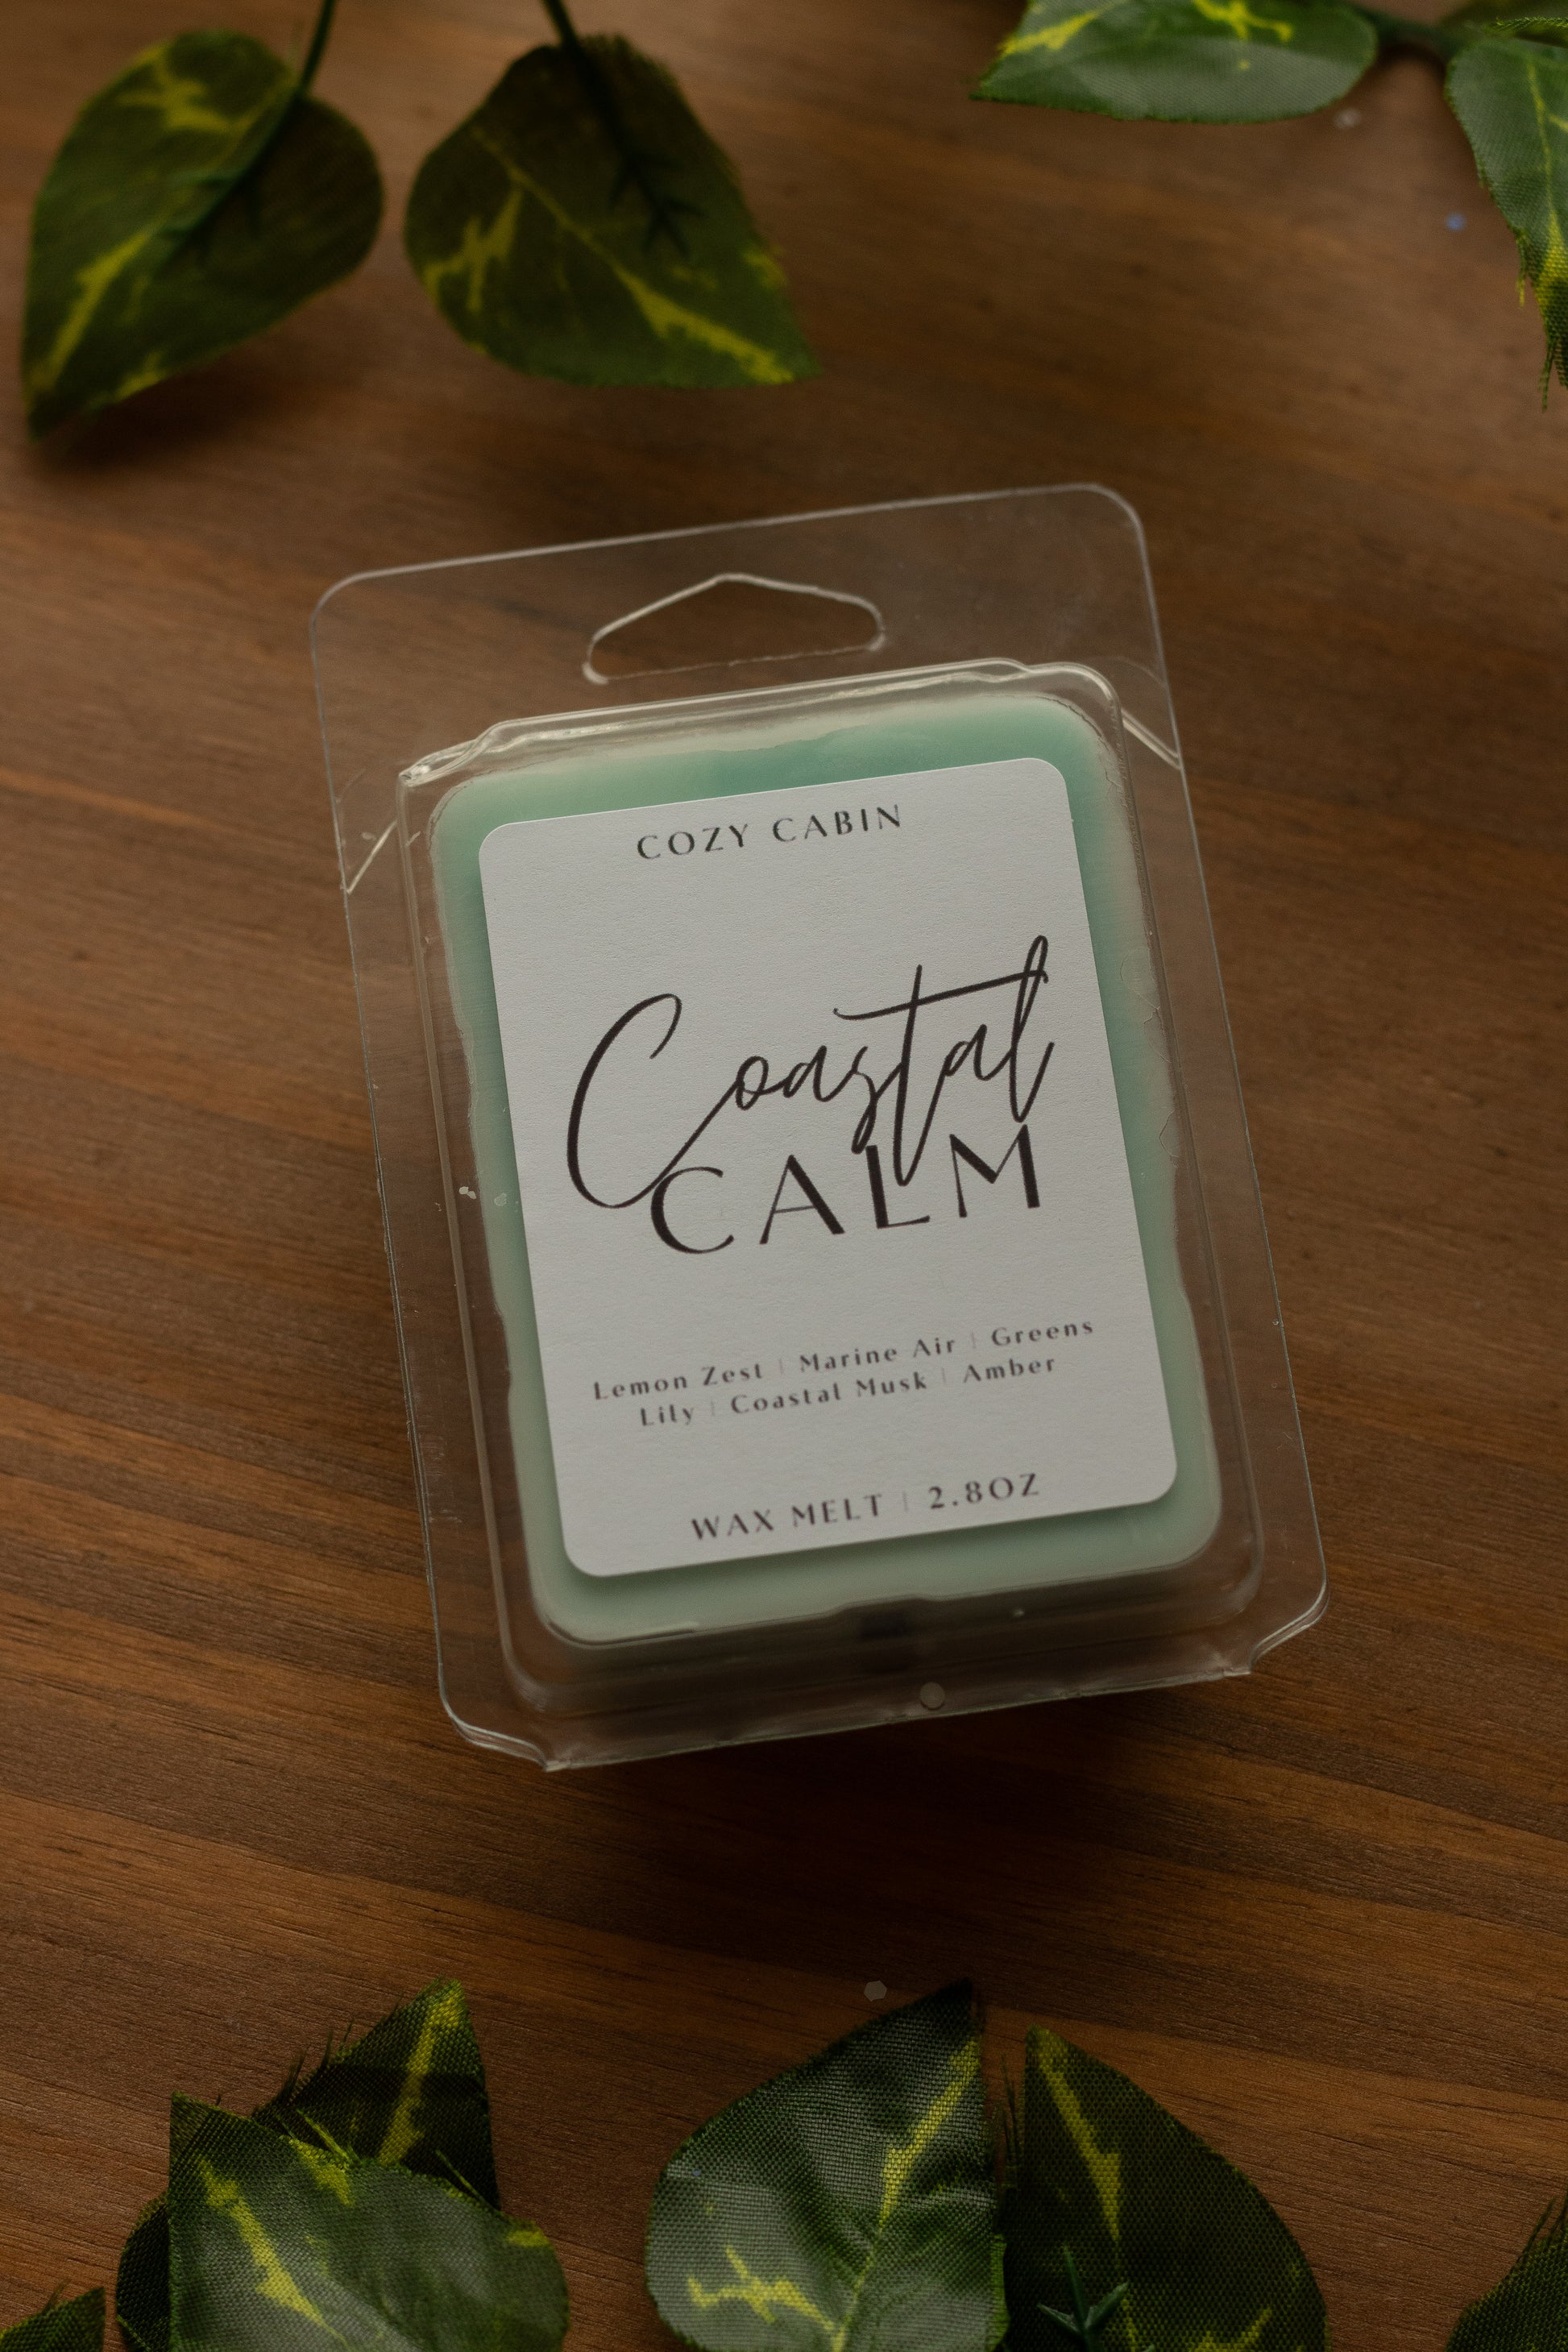 COZY CABIN
Coastal
CALM
Lemon Zest | Marine Air | Greens
Lily | Coastal Musk | Amber
WAX MELT | 2.8OZ